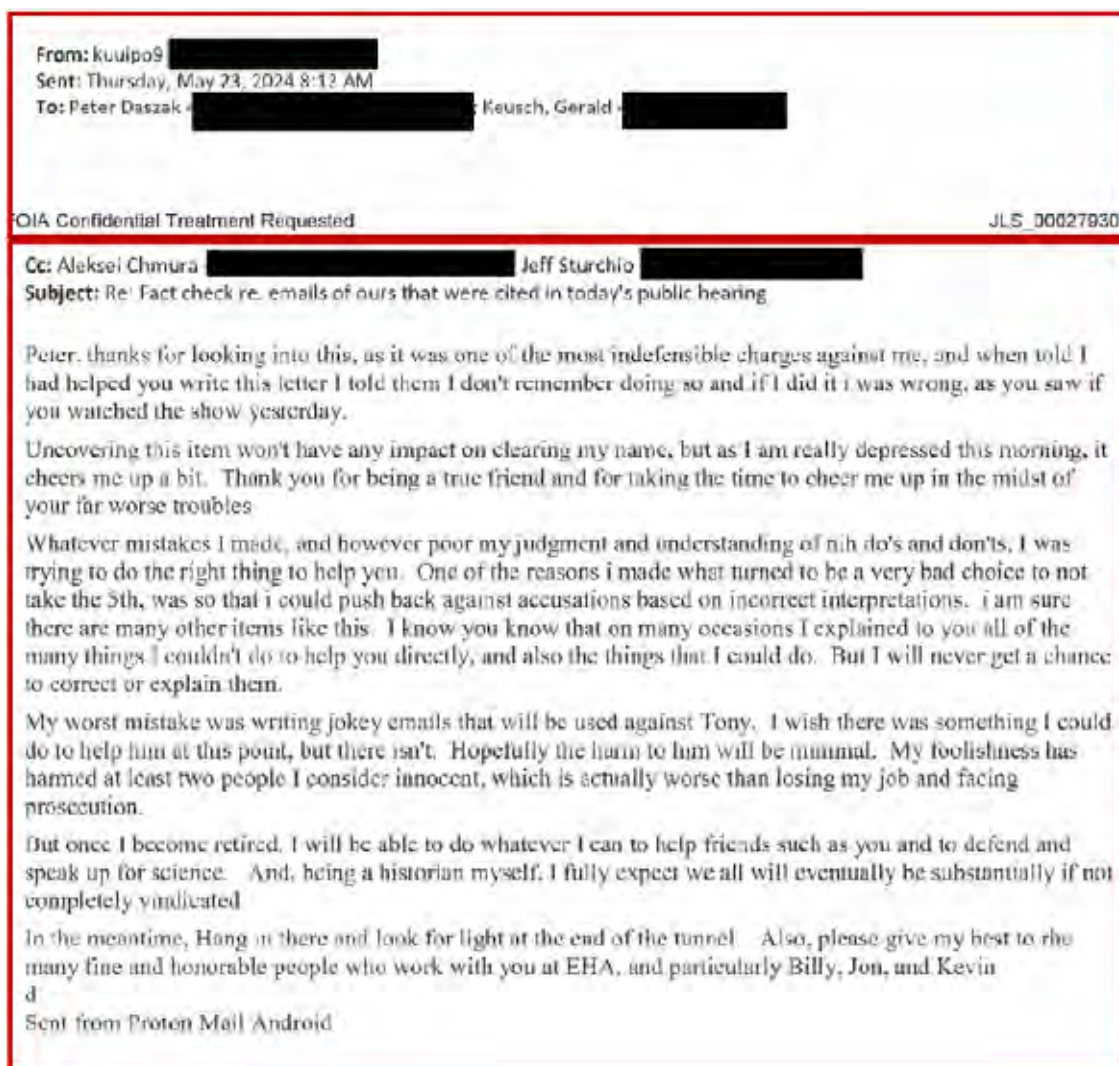 From: kuuipo9
Sent: Thursday, May 23, 2024 8:12 AM
To: Peter Daszak Keusch, Gerald
FOIA Confidential Treatment Requested JLS_00027930
Cc: Aleksei Chmura Jeff Sturchio
Subject: Re: Fact check re. emails of ours that were cited in today's public hearing
Peter, thanks for looking into this, as it was one of the most indefensible charges against me, and when told I
had helped you write this letter I told them I don't remember doing so and if I did it i was wrong, as you saw if
you watched the show yesterday.
Uncovering this item won't have any impact on clearing my name, but as I am really depressed this morning, it
cheers me up a bit. Thank you for being a true friend and for taking the time to cheer me up in the midst of
your far worse troubles
Whatever mistakes I made, and however poor my judgment and understanding of nih do's and don'ts, I was
trying to do the right thing to help you. One of the reasons i made what turned to be a very bad choice to not
take the 5th, was so that i could push back against accusations based on incorrect interpretations. i am sure
there are many other items like this. I know you know that on many occasions I explained to you all of the
many things I couldn't do to help you directly, and also the things that I could do. But I will never get a chance
to correct or explain them.
My worst mistake was writing jokey emails that will be used against Tony. I wish there was something I could
do to help him at this point, but there isn't. Hopefully the harm to him will be minimal. My foolishness has
harmed at least two people I consider innocent, which is actually worse than losing my job and facing
prosecution.
But once I become retired, I will be able to do whatever I can to help friends such as you and to defend and
speak up for science. And, being a historian myself, I fully expect we all will eventually be substantially if not
completely vindicated
In the meantime, Hang in there and look for light at the end of the tunnel. Also, please give my best to the
many fine and honorable people who work with you at EHA, and particularly Billy, Jon, and Kevin
d
Sent from Proton Mail Android